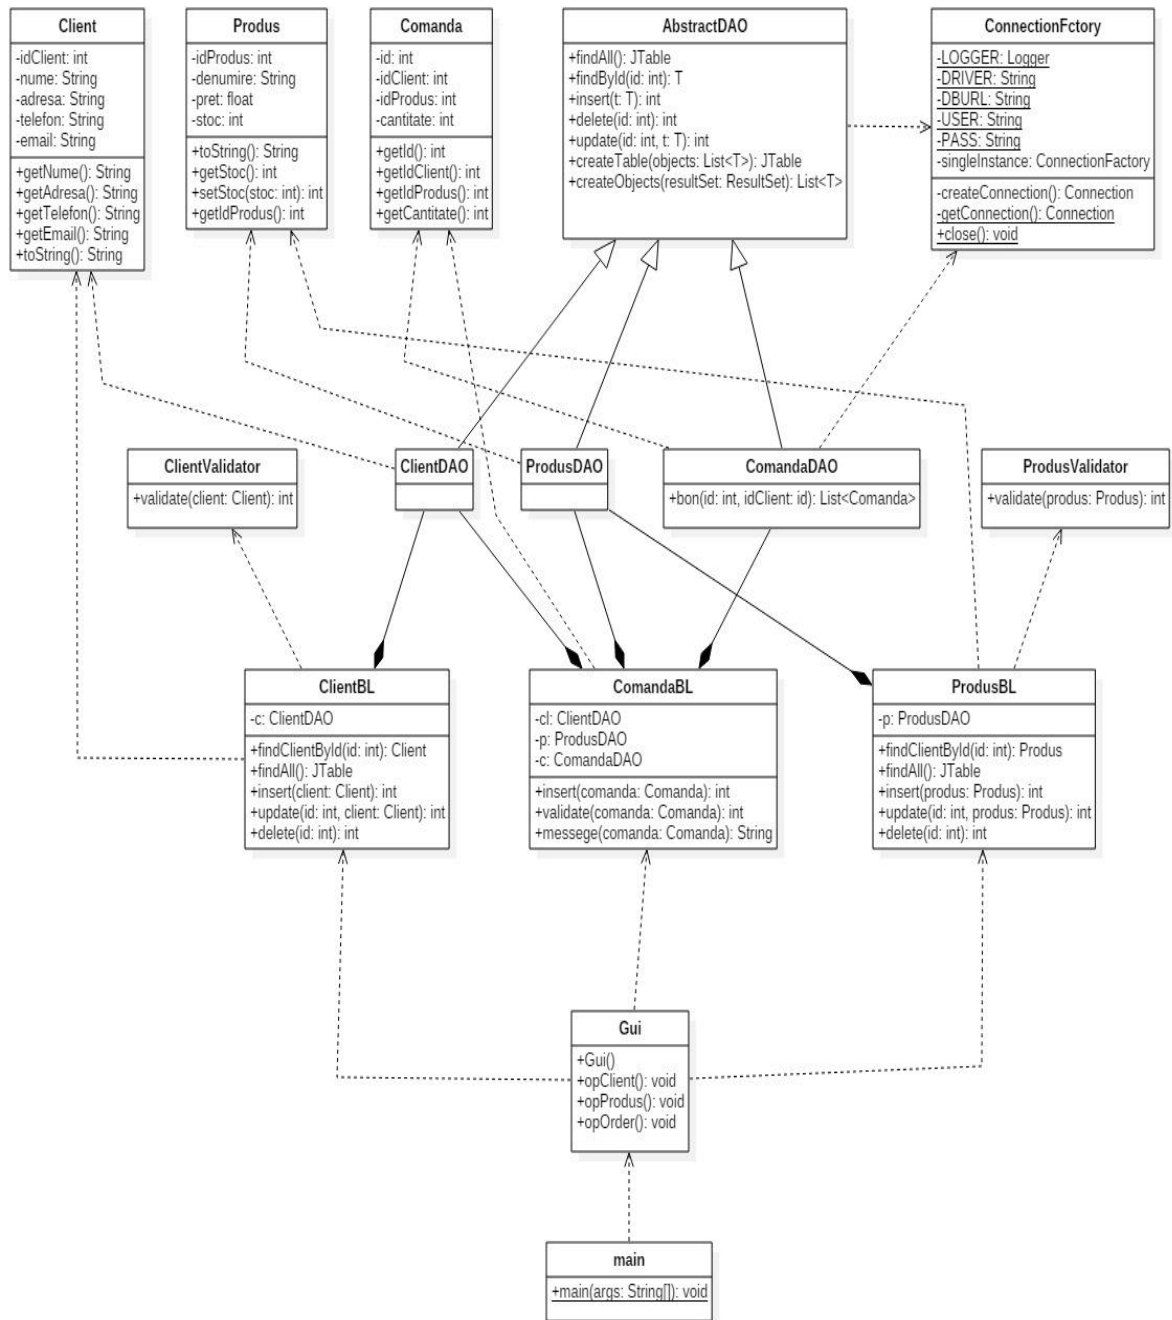 Client
-idClient: int
-nume: String
-adresa: String
-telefon: String
-email: String
+getNume(): String
+getAdresa(): String
+getTelefon(): String
+getEmail(): String
+toString(): String
Produs
-idProdus: int
-denumire: String
-pret: float
-stoc: int
+toString(): String
+getStoc(): int
+setStoc(stoc: int): int
+getIdProdus(): int
Comanda
-id: int
-idClient: int
-idProdus: int
-cantitate: int
+getId(): int
+getIdClient(): int
+getIdProdus(): int
+getCantitate(): int
AbstractDAO
+findAll(): JTable
+findById(id: int): T
+insert(t: T): int
+delete(id: int): int
+update(id: int, t: T): int
+createTable(objects: List<T>): JTable
+createObjects(resultSet: ResultSet): List<T>
ConnectionFctory
-LOGGER: Logger
-DRIVER: String
-DBURL: String
-USER: String
-PASS: String
-singleInstance: ConnectionFactory
-createConnection(): Connection
-getConnection(): Connection
+close(): void
ClientValidator
+validate(client: Client): int
ClientDAO
ProdusDAO
ComandaDAO
+bon(id: int, idClient: id): List<Comanda>
ProdusValidator
+validate(produs: Produs): int
ClientBL
-c: ClientDAO
+findClientById(id: int): Client
+findAll(): JTable
+insert(client: Client): int
+update(id: int, client: Client): int
+delete(id: int): int
ComandaBL
-cl: ClientDAO
-p: ProdusDAO
-c: ComandaDAO
+insert(comanda: Comanda): int
+validate(comanda: Comanda): int
+messege(comanda: Comanda): String
ProdusBL
-p: ProdusDAO
+findClientById(id: int): Produs
+findAll(): JTable
+insert(produs: Produs): int
+update(id: int, produs: Produs): int
+delete(id: int): int
Gui
+Gui()
+opClient(): void
+opProdus(): void
+opOrder(): void
main
+main(args: String[]): void